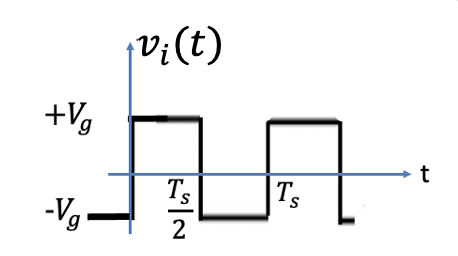 v_i(t)
+V_g
t
T_s/2
T_s
-V_g